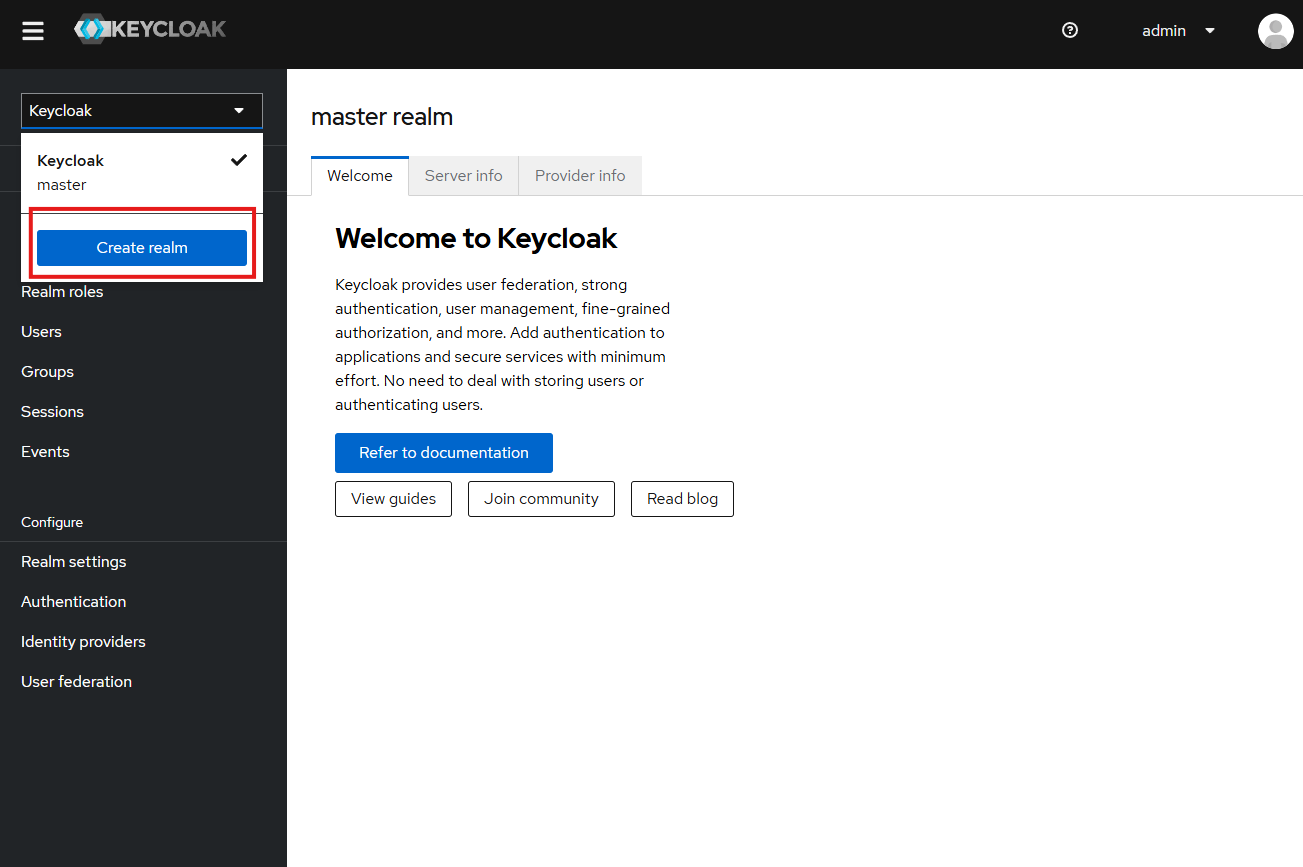 KEYCLOAK
admin
Keycloak
Keycloak
master
Create realm
Realm roles
Users
Groups
Sessions
Events
Configure
Realm settings
Authentication
Identity providers
User federation
master realm
Welcome
Server info
Provider info
Welcome to Keycloak
Keycloak provides user federation, strong
authentication, user management, fine-grained
authorization, and more. Add authentication to
applications and secure services with minimum
effort. No need to deal with storing users or
authenticating users.
Refer to documentation
View guides
Join community
Read blog